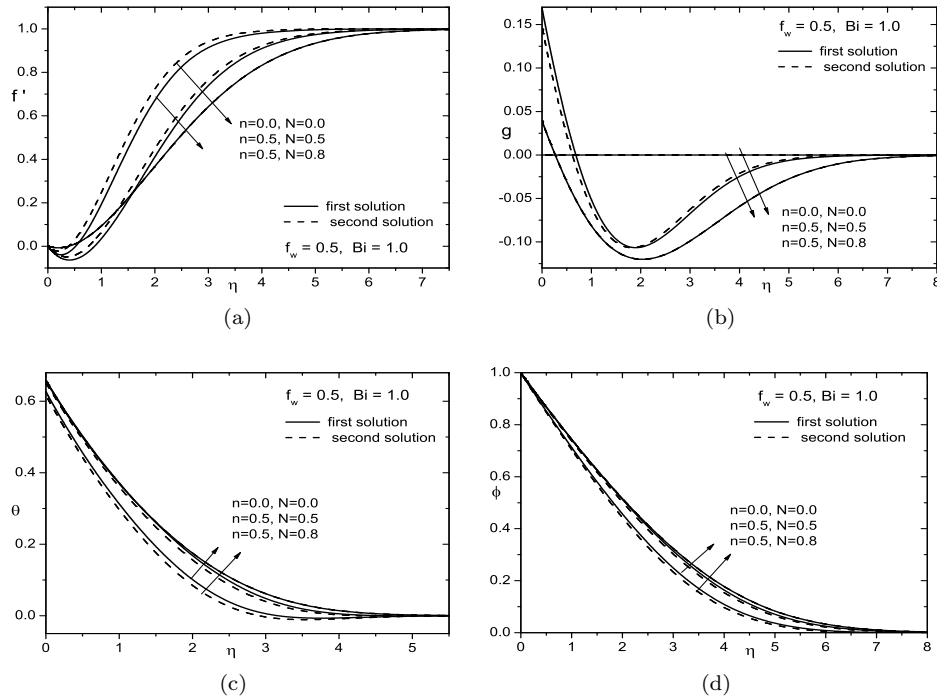 1.0
0.8
0.6
0.4
0.2
0.0
f '
n=0.0, N=0.0
n=0.5, N=0.5
n=0.5, N=0.8
first solution
second solution
f_w = 0.5, Bi = 1.0
0 1 2 3 4 5 6 7
η
(a)
0.15
0.10
0.05
0.00
-0.05
-0.10
g
f_w = 0.5, Bi = 1.0
first solution
second solution
n=0.0, N=0.0
n=0.5, N=0.5
n=0.5, N=0.8
0 1 2 3 4 5 6 7 8
η
(b)
0.6
0.4
0.2
0.0
θ
f_w = 0.5, Bi = 1.0
first solution
second solution
n=0.0, N=0.0
n=0.5, N=0.5
n=0.5, N=0.8
0 1 2 3 4 5
η
(c)
1.0
0.8
0.6
0.4
0.2
0.0
ϕ
f_w = 0.5, Bi = 1.0
first solution
second solution
n=0.0, N=0.0
n=0.5, N=0.5
n=0.5, N=0.8
0 1 2 3 4 5 6 7 8
η
(d)